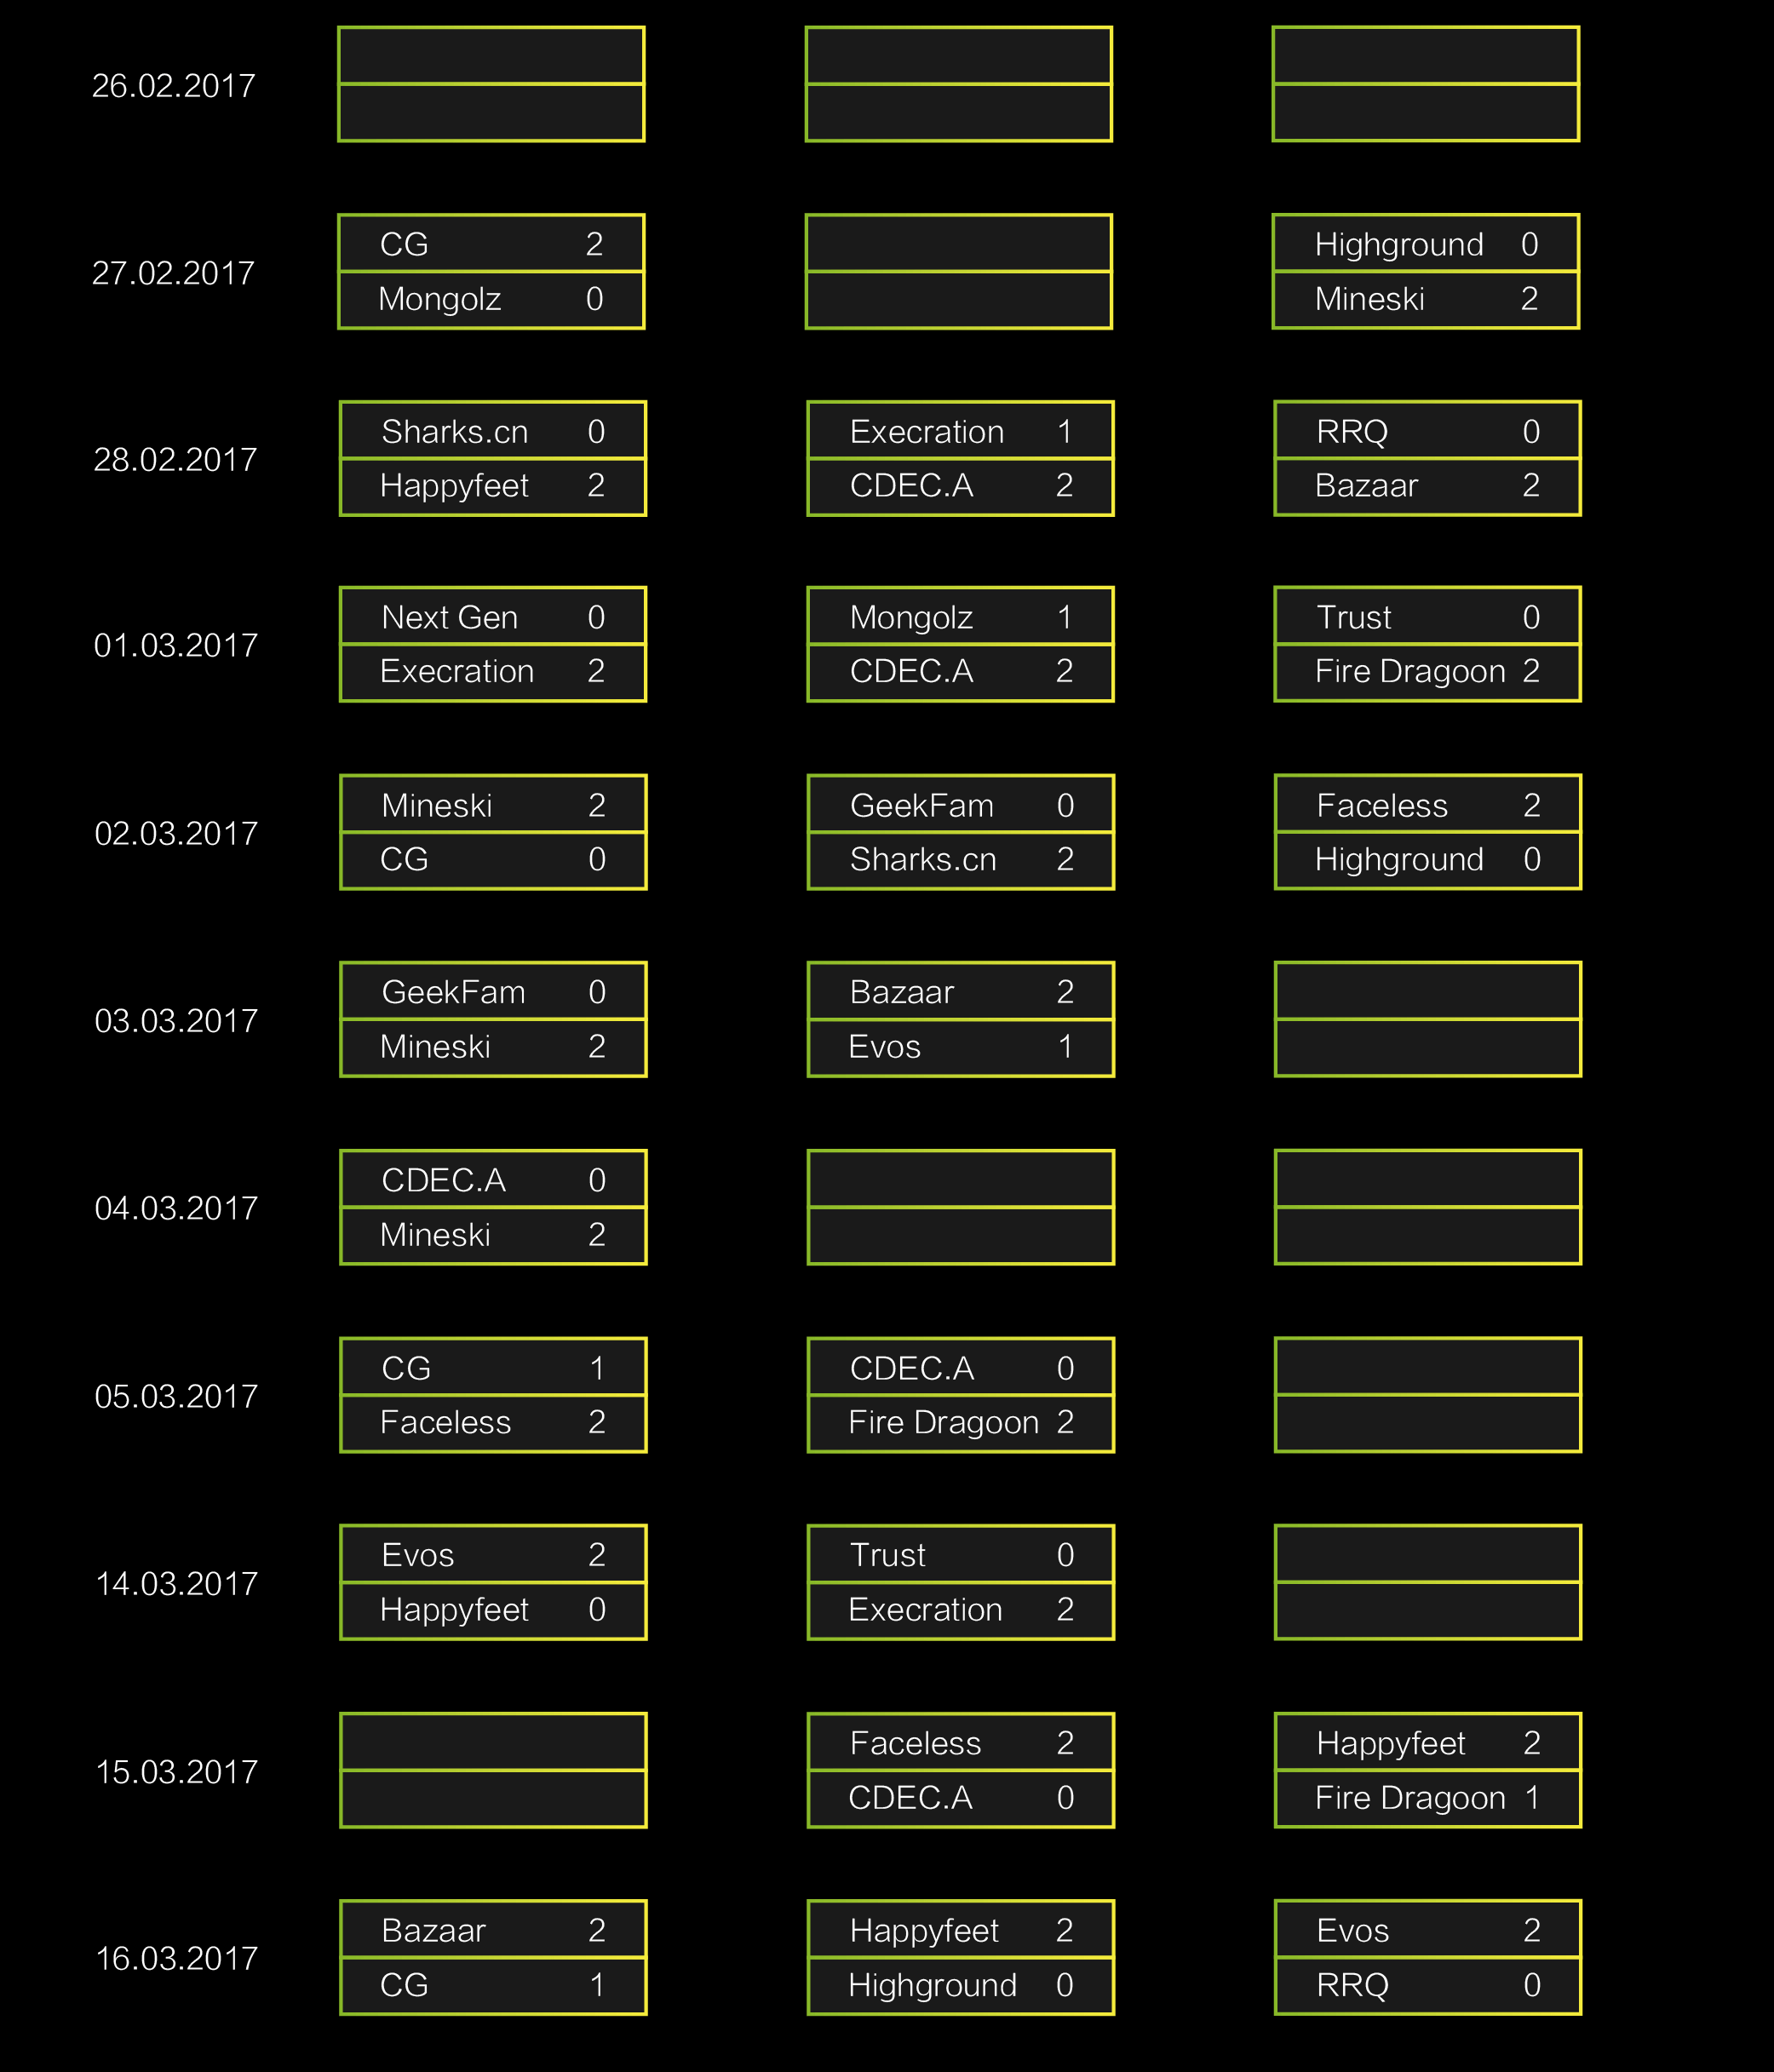 26.02.2017
27.02.2017
CG 2
Mongolz 0
Highground 0
Mineski 2
28.02.2017
Sharks.cn 0
Happyfeet 2
Execration 1
CDEC.A 2
RRQ 0
Bazaar 2
01.03.2017
Next Gen 0
Execration 2
Mongolz 1
CDEC.A 2
Trust 0
Fire Dragoon 2
02.03.2017
Mineski 2
CG 0
GeekFam 0
Sharks.cn 2
Faceless 2
Highground 0
03.03.2017
GeekFam 0
Mineski 2
Bazaar 2
Evos 1
04.03.2017
CDEC.A 0
Mineski 2
05.03.2017
CG 1
Faceless 2
CDEC.A 0
Fire Dragoon 2
14.03.2017
Evos 2
Happyfeet 0
Trust 0
Execration 2
15.03.2017
Faceless 2
CDEC.A 0
Happyfeet 2
Fire Dragoon 1
16.03.2017
Bazaar 2
CG 1
Happyfeet 2
Highground 0
Evos 2
RRQ 0